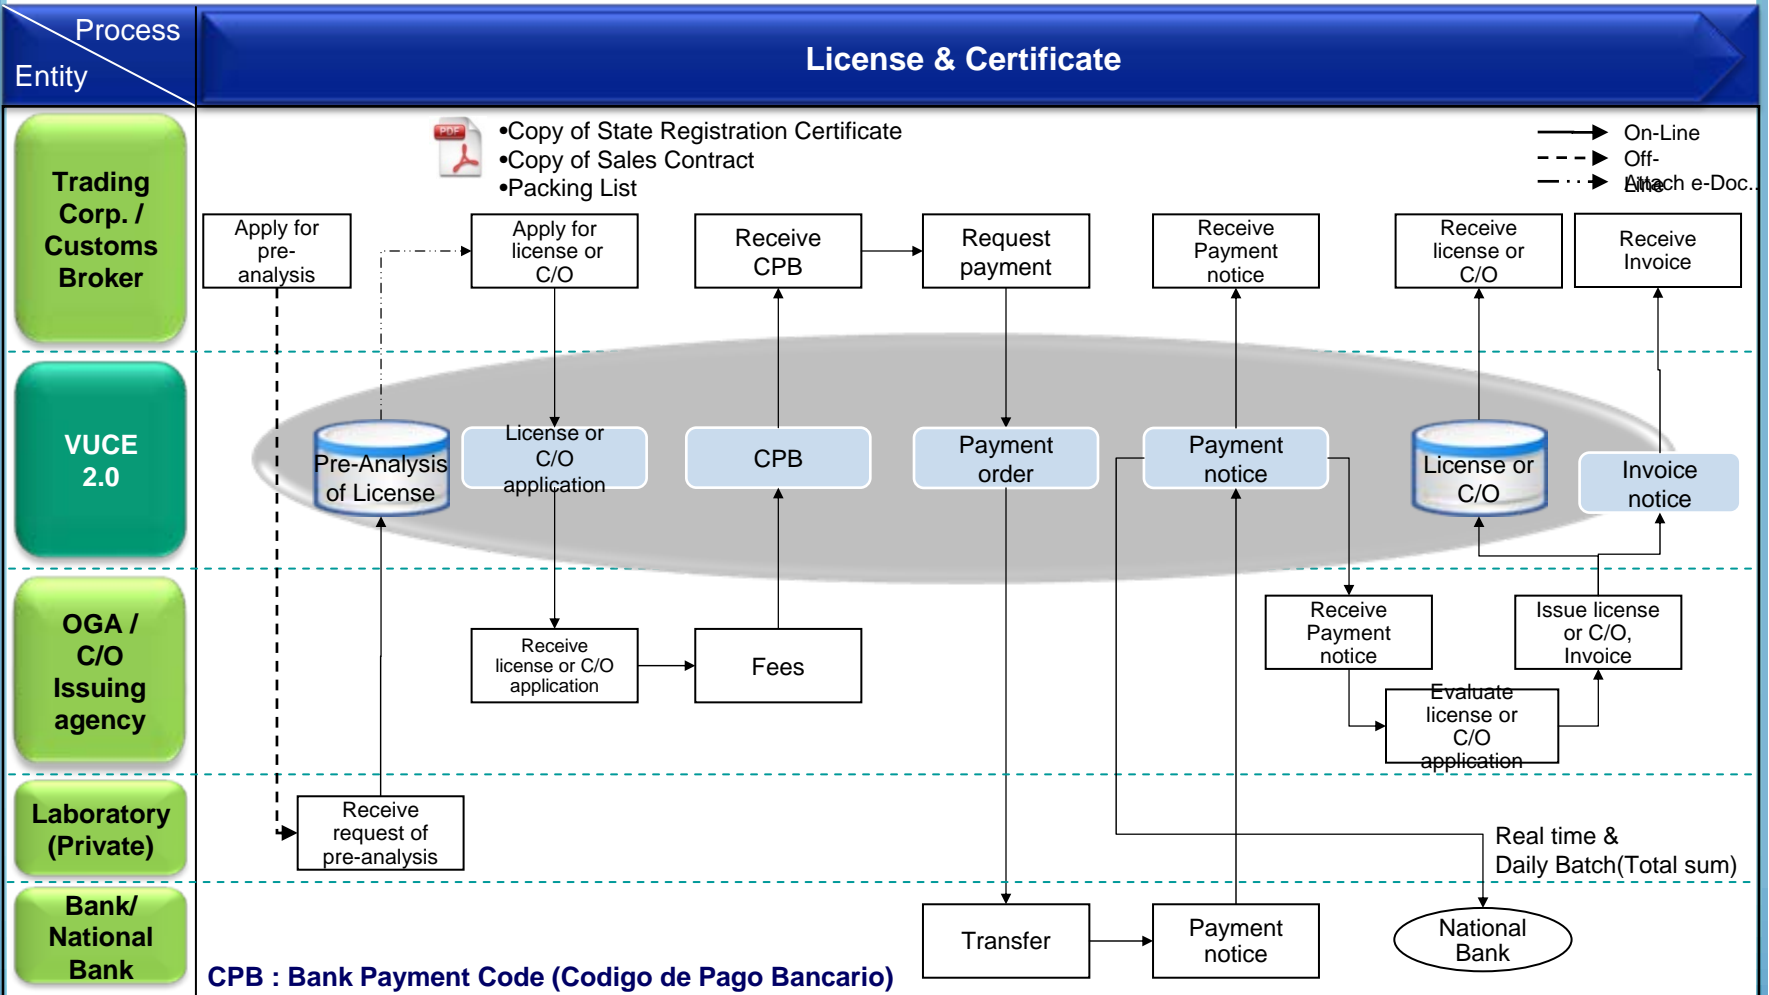 Process
Entity
License & Certificate
•Copy of State Registration Certificate
•Copy of Sales Contract
•Packing List
On-Line
Off-
Line
Attach e-Doc..
Trading
Corp. /
Customs
Broker
Apply for
pre-
analysis
Apply for
license or
C/O
Receive
CPB
Request
payment
Receive
Payment
notice
Receive
license or
C/O
Receive
Invoice
VUCE
2.0
Pre-Analysis
of License
License or
C/O
application
CPB
Payment
order
Payment
notice
License or
C/O
Invoice
notice
OGA /
C/O
Issuing
agency
Receive
license or C/O
application
Fees
Receive
Payment
notice
Evaluate
license or
C/O
application
Issue license
or C/O,
Invoice
Laboratory
(Private)
Receive
request of
pre-analysis
Real time &
Daily Batch(Total sum)
Bank/
National
Bank
Transfer
Payment
notice
National
Bank
CPB : Bank Payment Code (Codigo de Pago Bancario)
PDF